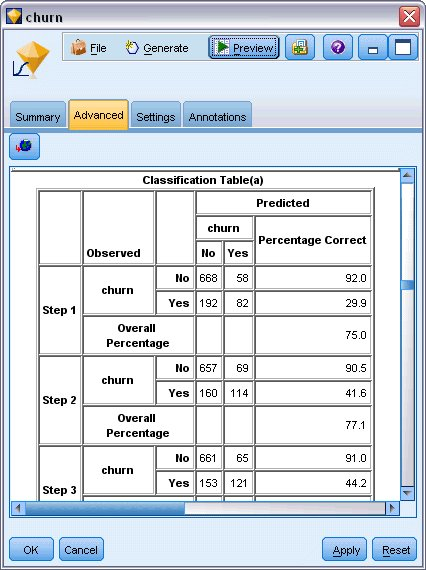 churn
File Generate Preview
Summary Advanced Settings Annotations
Classification Table(a)
Predicted
churn
Observed No Yes Percentage Correct
Step 1 churn No 668 58 92.0
Yes 192 82 29.9
Overall Percentage 75.0
Step 2 churn No 657 69 90.5
Yes 160 114 41.6
Overall Percentage 77.1
Step 3 churn No 661 65 91.0
Yes 153 121 44.2
OK Cancel Apply Reset